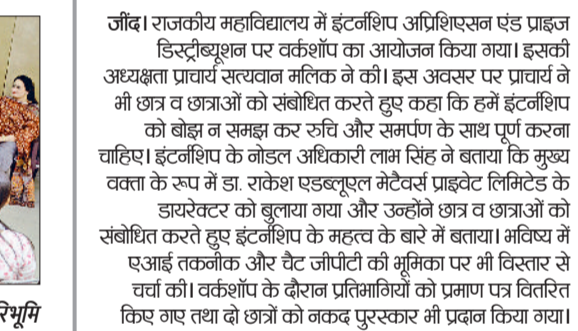 जींद। राजकीय महाविद्यालय में इंटर्नशिप अप्रिशिएसन एंड प्राइज
डिस्ट्रीब्यूशन पर वर्कशॉप का आयोजन किया गया। इसकी
अध्यक्षता प्राचार्य सत्यवान मलिक ने की। इस अवसर पर प्राचार्य ने
भी छात्र व छात्राओं को संबोधित करते हुए कहा कि हमें इंटर्नशिप
को बोझ न समझ कर रुचि और समर्पण के साथ पूर्ण करना
चाहिए। इंटर्नशिप के नोडल अधिकारी लाभ सिंह ने बताया कि मुख्य
वक्ता के रूप में डा. राकेश एडब्लूएल मेटैवर्स प्राइवेट लिमिटेड के
डायरेक्टर को बुलाया गया और उन्होंने छात्र व छात्राओं को
संबोधित करते हुए इंटर्नशिप के महत्व के बारे में बताया। भविष्य में
एआई तकनीक और चैट जीपीटी की भूमिका पर भी विस्तार से
चर्चा की। वर्कशॉप के दौरान प्रतिभागियों को प्रमाण पत्र वितरित
किए गए तथा दो छात्रों को नकद पुरस्कार भी प्रदान किया गया।